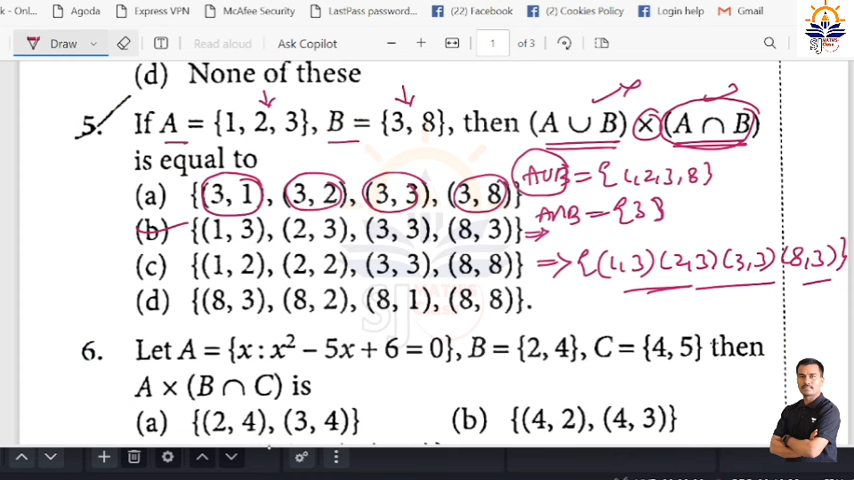 k - Onl... Agoda Express VPN McAfee Security LastPass password... (22) Facebook (2) Cookies Policy Login help Gmail
Draw Read aloud Ask Copilot 1 of 3
(d) None of these
5. If A = {1, 2, 3}, B = {3, 8}, then (A ∪ B) × (A ∩ B)
is equal to
A∪B = {1,2,3,8}
(a) {(3, 1), (3, 2), (3, 3), (3, 8)}
A∩B = {3}
(b) {(1, 3), (2, 3), (3, 3), (8, 3)} ⇒
(c) {(1, 2), (2, 2), (3, 3), (8, 8)} ⇒ {(1,3) (2,3) (3,3) (8,3)}
(d) {(8, 3), (8, 2), (8, 1), (8, 8)}.
6. Let A = {x : x² – 5x + 6 = 0}, B = {2, 4}, C = {4, 5} then
A × (B ∩ C) is
(a) {(2, 4), (3, 4)} (b) {(4, 2), (4, 3)}